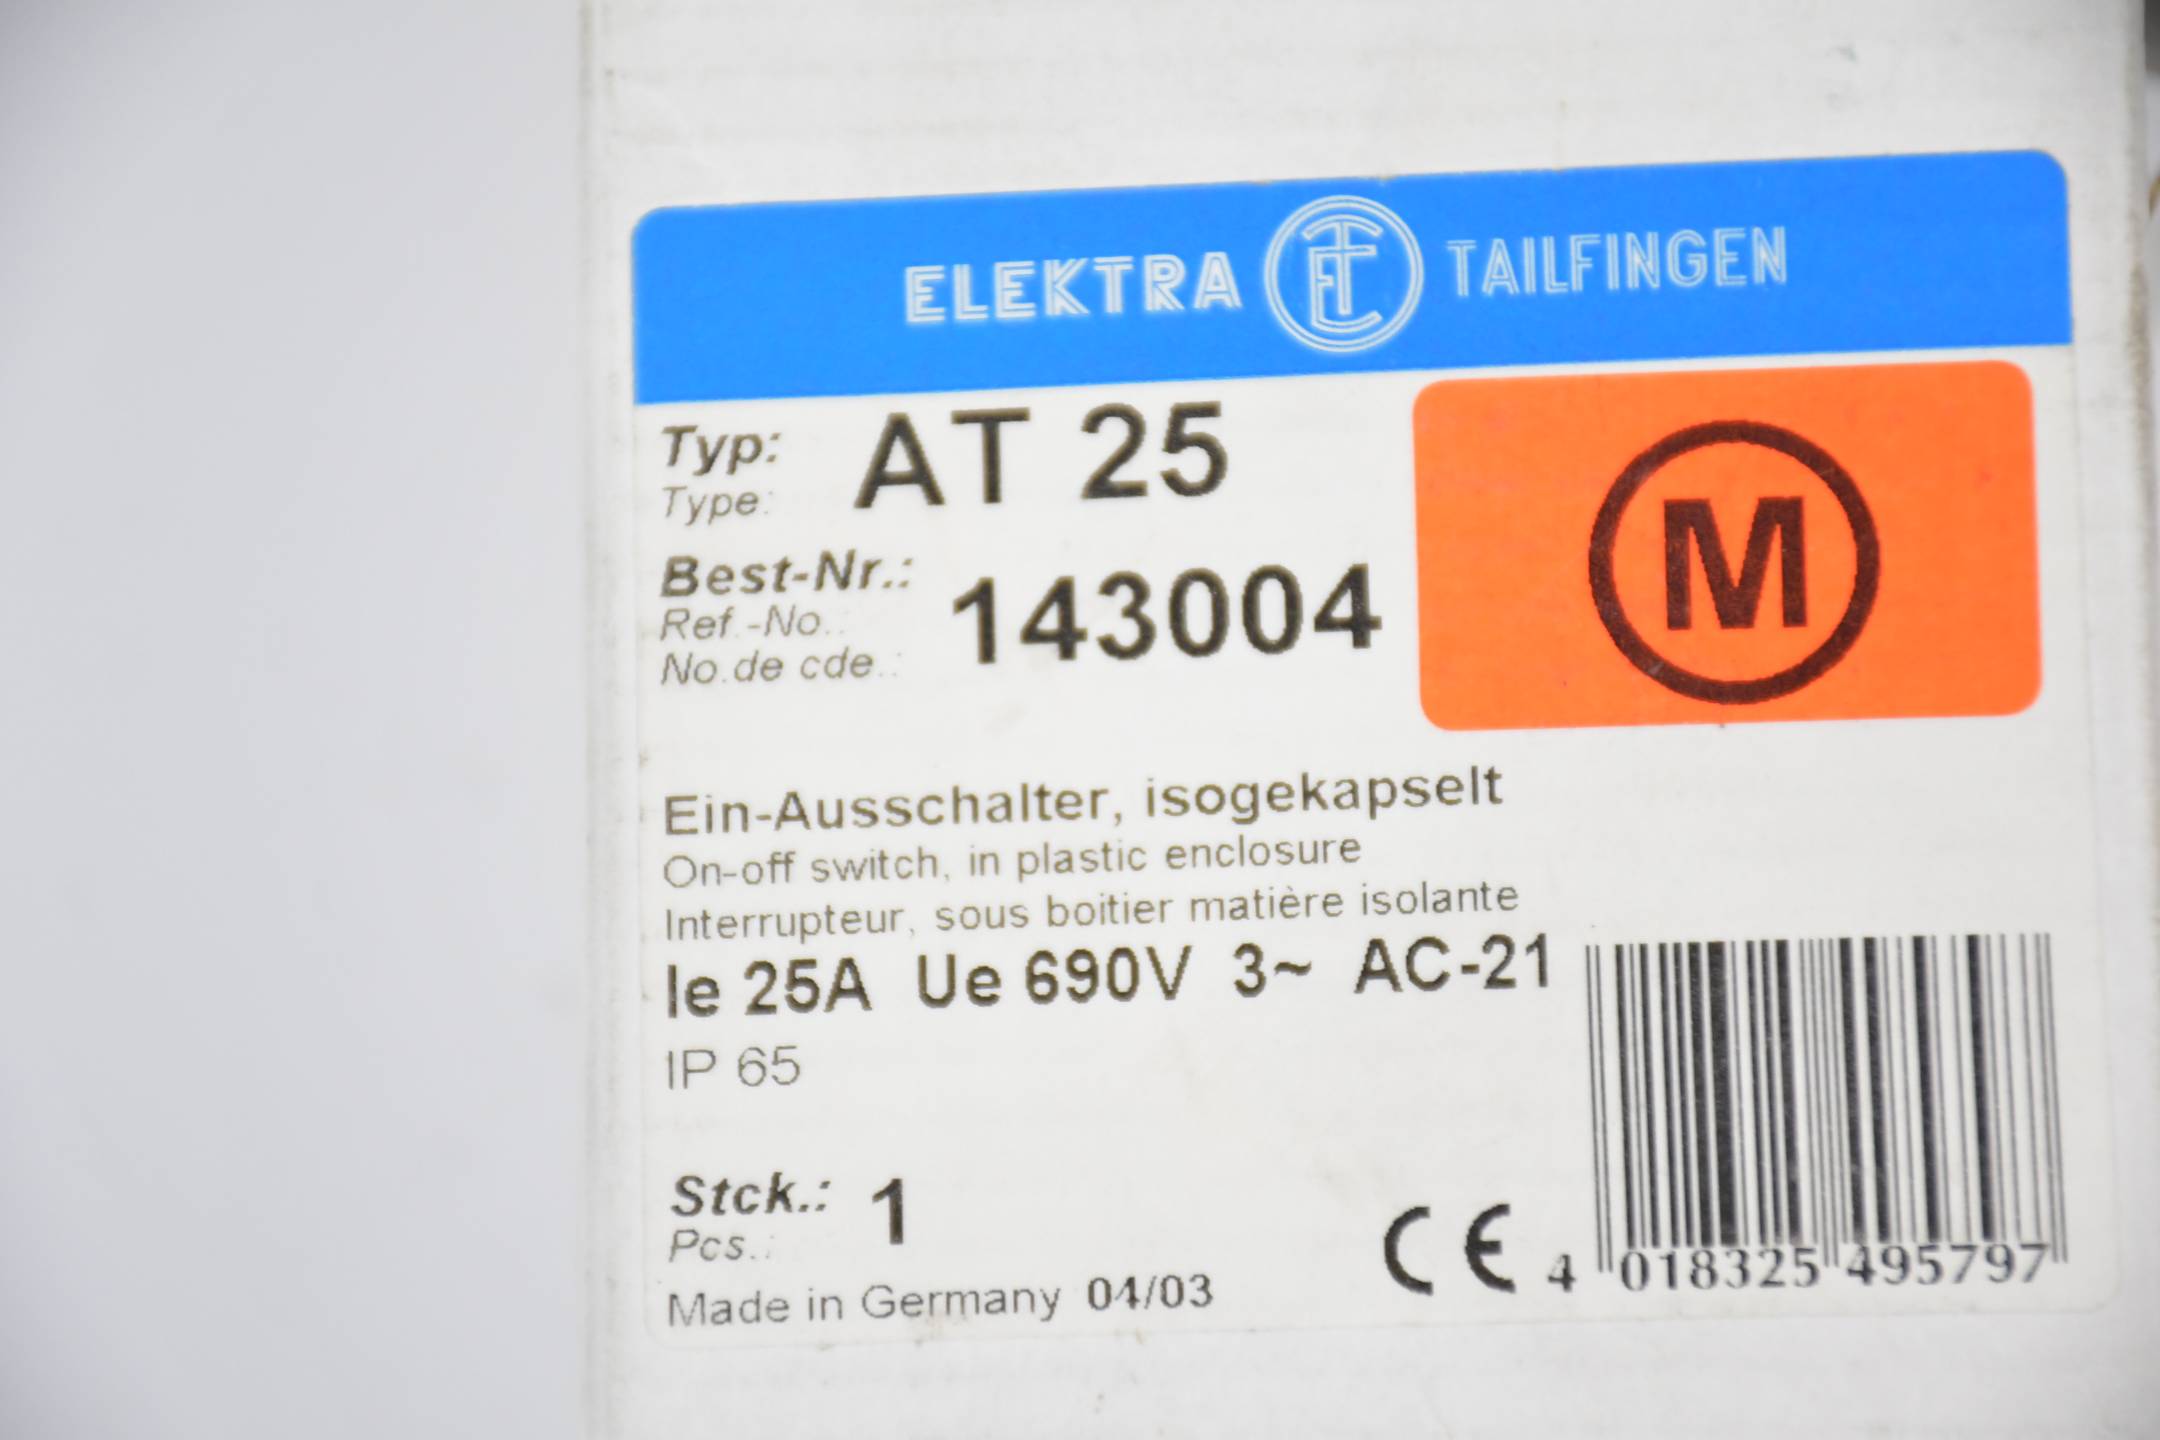 ELEKTRA ET TAILFINGEN
Typ: AT 25
Type:
M
Best-Nr.: 143004
Ref.-No.:
No.de cde.:
Ein-Ausschalter, isogekapselt
On-off switch, in plastic enclosure
Interrupteur, sous boitier matière isolante
Ie 25A Ue 690V 3~ AC-21
IP 65
Stck.: 1
Pcs.:
Made in Germany 04/03
CE
4 018325 495797